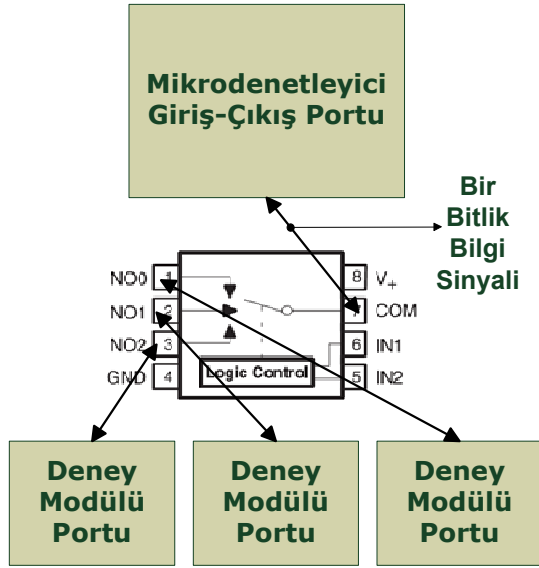 Mikrodenetleyici
Giriş-Çıkış Portu
Bir
Bitlik
Bilgi
Sinyali
NO0 1
NO1 2
NO2 3
GND 4
8 V+
COM
6 IN1
5 IN2
Logic Control
Deney
Modülü
Portu
Deney
Modülü
Portu
Deney
Modülü
Portu